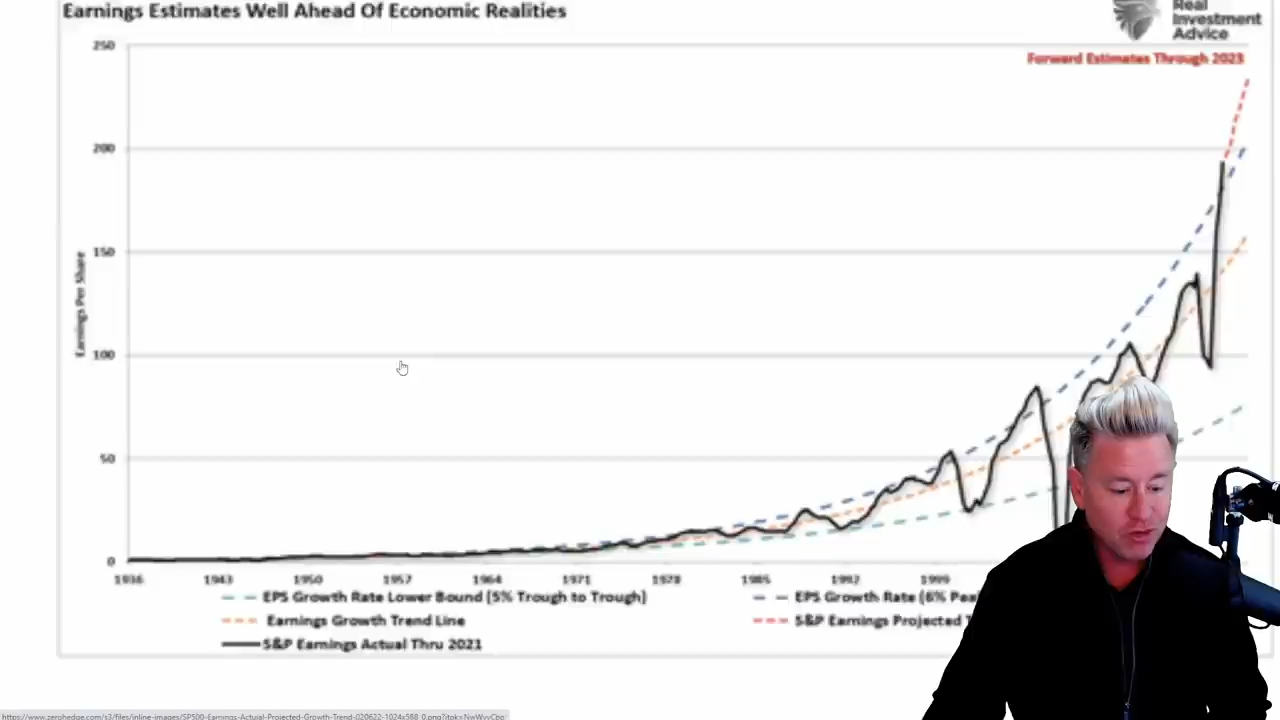 Earnings Estimates Well Ahead Of Economic Realities
Real
Investment
Advice
Forward Estimates Through 2023
250
200
150
100
50
0
Earnings Per Share
1936 1943 1950 1957 1964 1971 1978 1985 1992 1999
EPS Growth Rate Lower Bound [5% Trough to Trough]
EPS Growth Rate (6%
Earnings Growth Trend Line
S&P Earnings Projected
S&P Earnings Actual Thru 2021